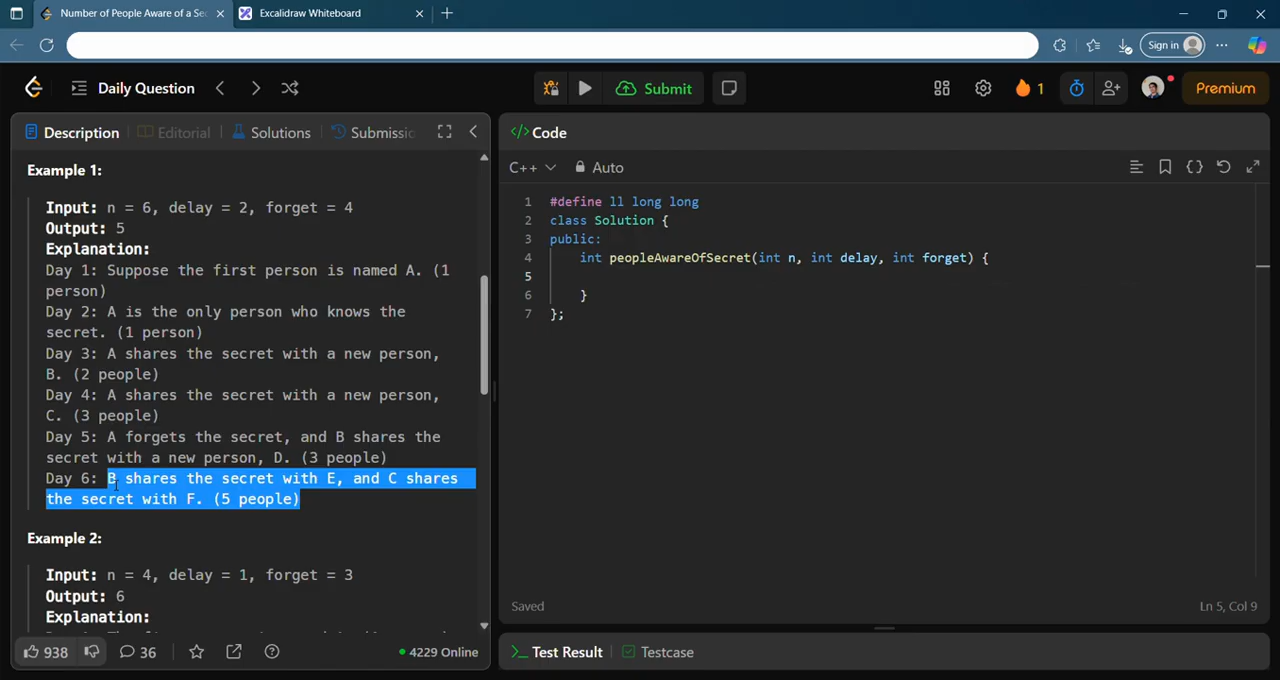 Number of People Aware of a Se
Excalidraw Whiteboard
Sign in
Daily Question
Submit
1
Premium
Description
Editorial
Solutions
Submissio
Code
C++
Auto
Example 1:
Input: n = 6, delay = 2, forget = 4
Output: 5
Explanation:
Day 1: Suppose the first person is named A. (1
person)
Day 2: A is the only person who knows the
secret. (1 person)
Day 3: A shares the secret with a new person,
B. (2 people)
Day 4: A shares the secret with a new person,
C. (3 people)
Day 5: A forgets the secret, and B shares the
secret with a new person, D. (3 people)
Day 6: B shares the secret with E, and C shares
the secret with F. (5 people)
Example 2:
Input: n = 4, delay = 1, forget = 3
Output: 6
Explanation:
938
36
4229 Online
1 #define ll long long
2 class Solution {
3 public:
4 int peopleAwareOfSecret(int n, int delay, int forget) {
5
6 }
7 };
Saved
Ln 5, Col 9
Test Result
Testcase